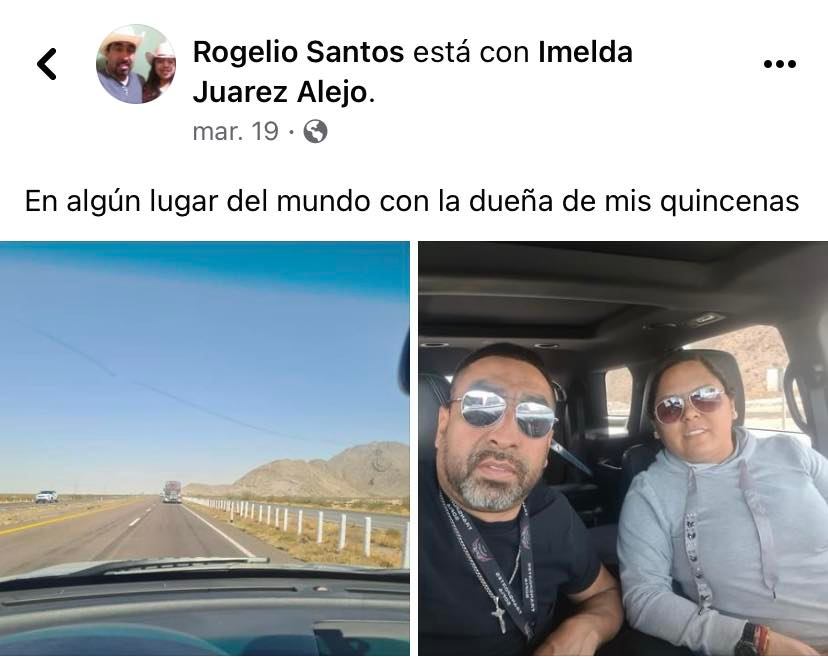 Rogelio Santos está con Imelda
Juarez Alejo.
mar. 19 ·
En algún lugar del mundo con la dueña de mis quincenas